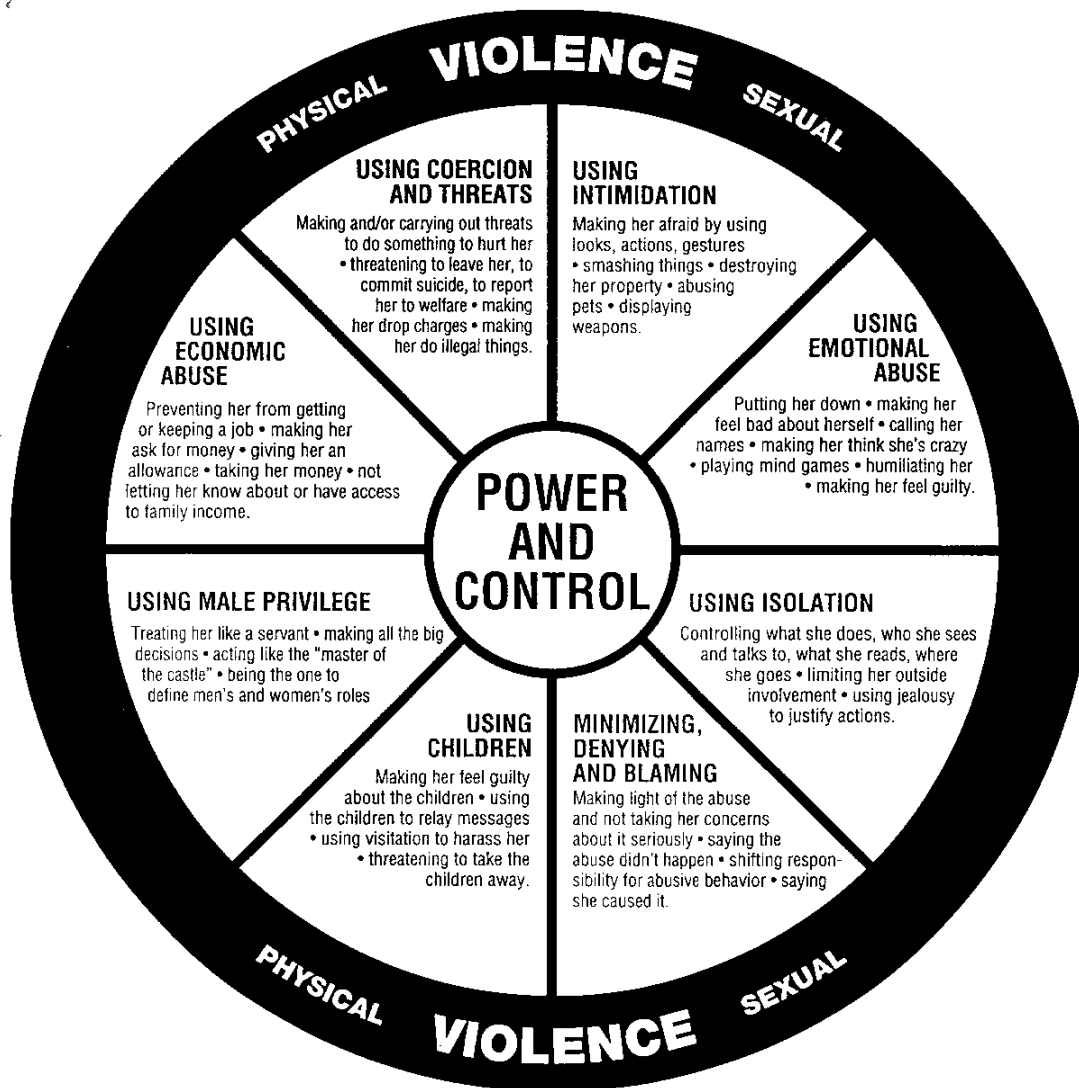 PHYSICAL VIOLENCE SEXUAL
USING COERCION
AND THREATS
Making and/or carrying out threats
to do something to hurt her
• threatening to leave her, to
commit suicide, to report
her to welfare • making
her drop charges • making
her do illegal things.
USING
INTIMIDATION
Making her afraid by using
looks, actions, gestures
• smashing things • destroying
her property • abusing
pets • displaying
weapons.
USING
ECONOMIC
ABUSE
Preventing her from getting
or keeping a job • making her
ask for money • giving her an
allowance • taking her money • not
letting her know about or have access
to family income.
USING
EMOTIONAL
ABUSE
Putting her down • making her
feel bad about herself • calling her
names • making her think she's crazy
• playing mind games • humiliating her
• making her feel guilty.
POWER
AND
CONTROL
USING MALE PRIVILEGE
Treating her like a servant • making all the big
decisions • acting like the "master of
the castle" • being the one to
define men's and women's roles
USING ISOLATION
Controlling what she does, who she sees
and talks to, what she reads, where
she goes • limiting her outside
involvement • using jealousy
to justify actions.
USING
CHILDREN
Making her feel guilty
about the children • using
the children to relay messages
• using visitation to harass her
• threatening to take the
children away.
MINIMIZING,
DENYING
AND BLAMING
Making light of the abuse
and not taking her concerns
about it seriously • saying the
abuse didn't happen • shifting respon-
sibility for abusive behavior • saying
she caused it.
PHYSICAL VIOLENCE SEXUAL